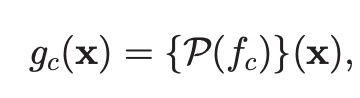 g_c(𝐱) = {𝒫(f_c)}(𝐱),